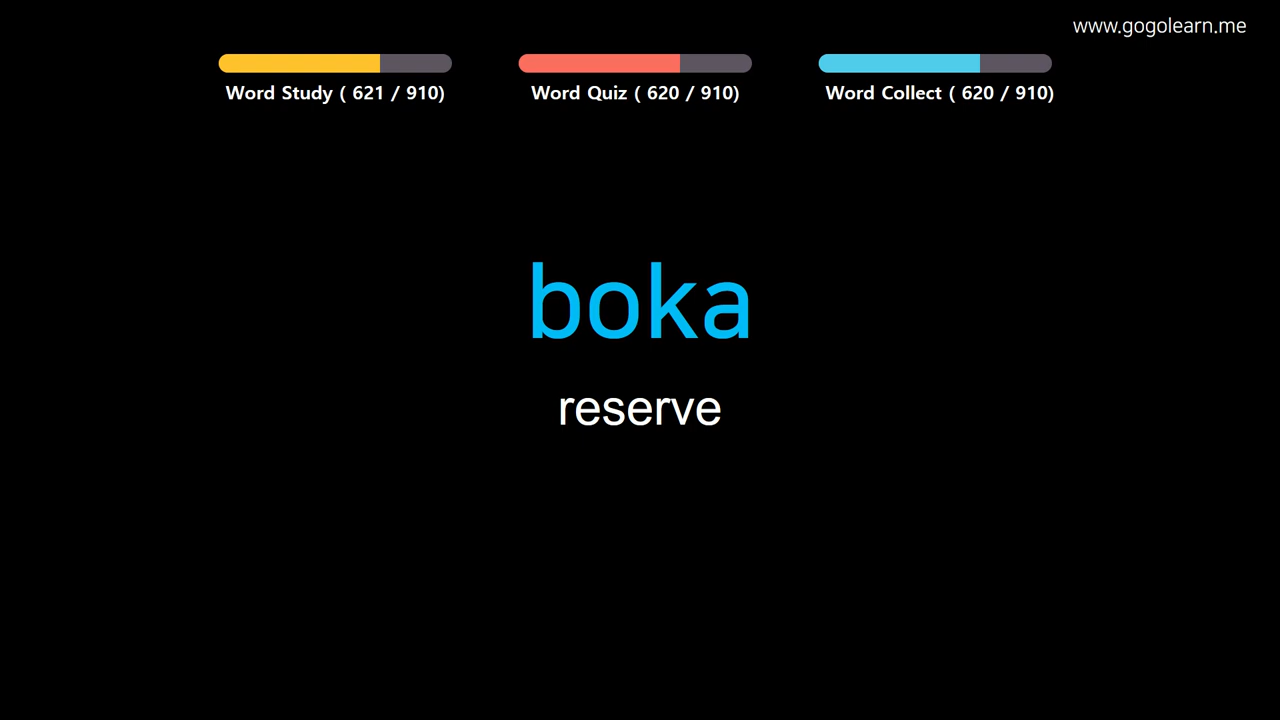 www.gogolearn.me
Word Study ( 621 / 910)
Word Quiz ( 620 / 910)
Word Collect ( 620 / 910)
boka
reserve